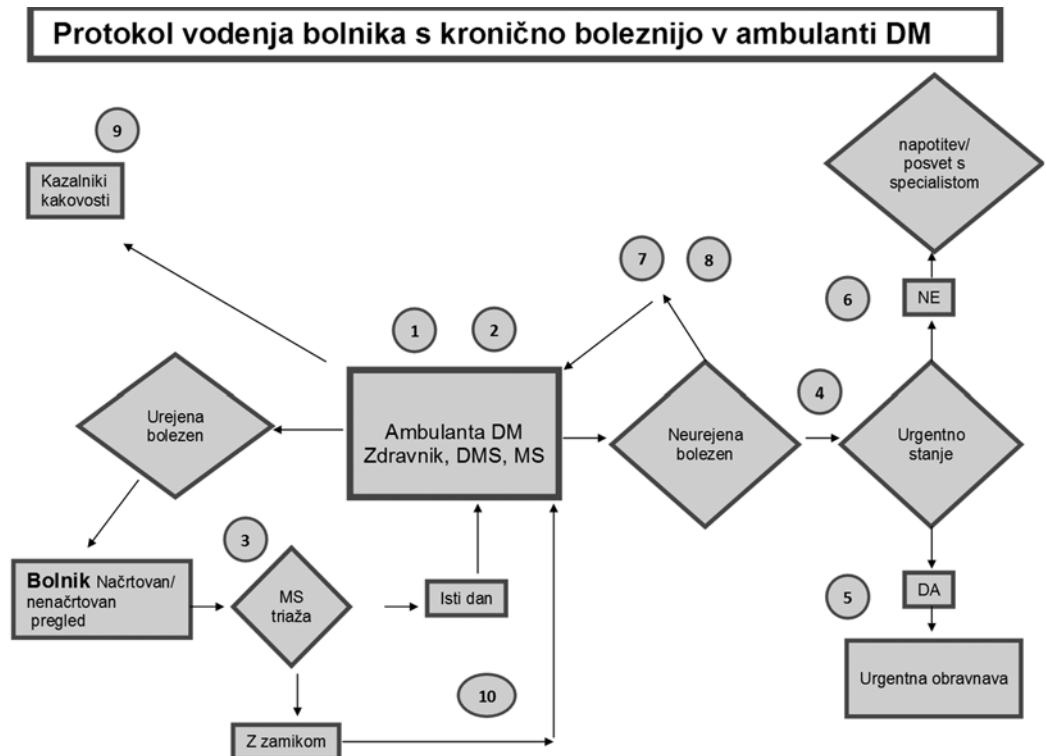 Protokol vodenja bolnika s kronično boleznijo v ambulanti DM
9
Kazalniki
kakovosti
napotitev/
posvet s
specialistom
7
8
6
NE
1
2
4
Urejena
bolezen
Ambulanta DM
Zdravnik, DMS, MS
Neurejena
bolezen
Urgentno
stanje
3
Bolnik Načrtovan/
nenačrtovan
pregled
MS
triaža
Isti dan
5
DA
10
Urgentna obravnava
Z zamikom